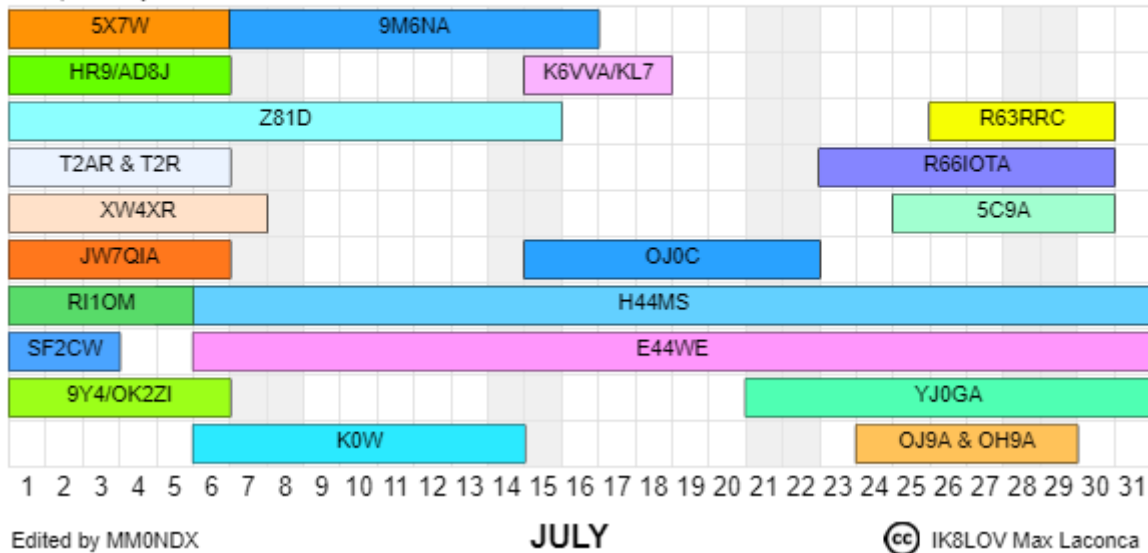 5X7W 9M6NA
HR9/AD8J K6VVA/KL7
Z81D R63RRC
T2AR & T2R R66IOTA
XW4XR 5C9A
JW7QIA OJ0C
RI1OM H44MS
SF2CW E44WE
9Y4/OK2ZI YJ0GA
K0W OJ9A & OH9A
1 2 3 4 5 6 7 8 9 10 11 12 13 14 15 16 17 18 19 20 21 22 23 24 25 26 27 28 29 30 31
Edited by MM0NDX JULY cc IK8LOV Max Laconca